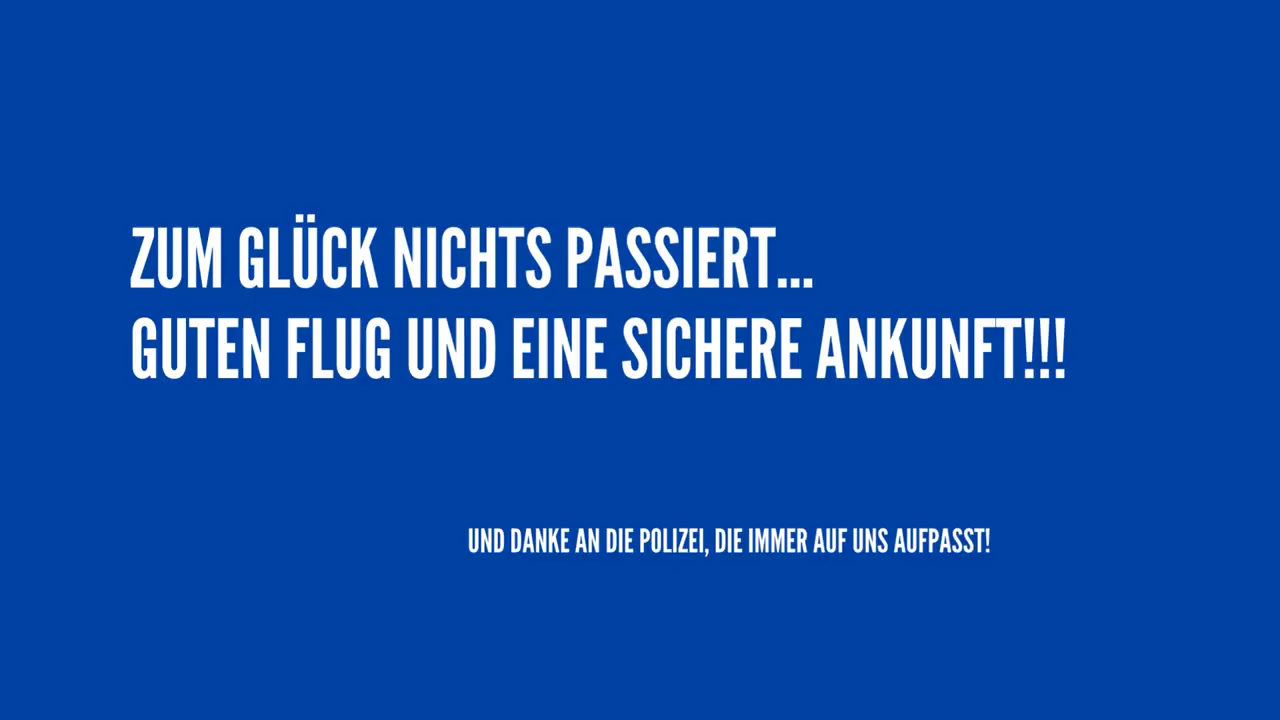 ZUM GLÜCK NICHTS PASSIERT...
GUTEN FLUG UND EINE SICHERE ANKUNFT!!!
UND DANKE AN DIE POLIZEI, DIE IMMER AUF UNS AUFPASST!